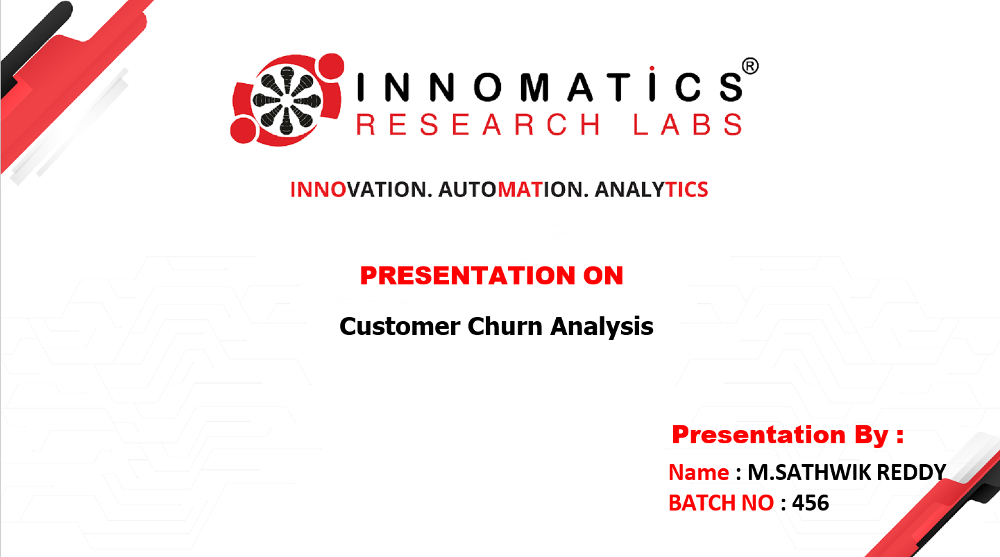 INNOMATICS®
RESEARCH LABS
INNOVATION. AUTOMATION. ANALYTICS
PRESENTATION ON
Customer Churn Analysis
Presentation By :
Name : M.SATHWIK REDDY
BATCH NO : 456